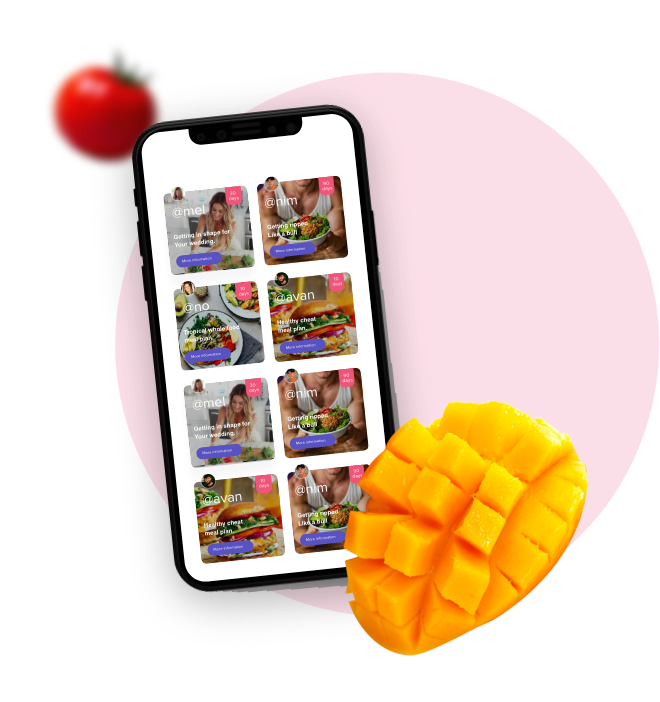 30
days
@mel
Getting in shape for
Your wedding.
More information
90
days
@nim
Getting ripped
Like a bull
More information
10
days
@no
Tropical whole food
meal plan.
More information
10
days
@avan
Healthy cheat
meal plan.
More information
30
days
@mel
Getting in shape for
Your wedding.
More information
90
days
@nim
Getting ripped
Like a bull
More information
10
days
@avan
Healthy cheat
meal plan.
More information
90
days
@nim
Getting ripped
Like a bull
More information